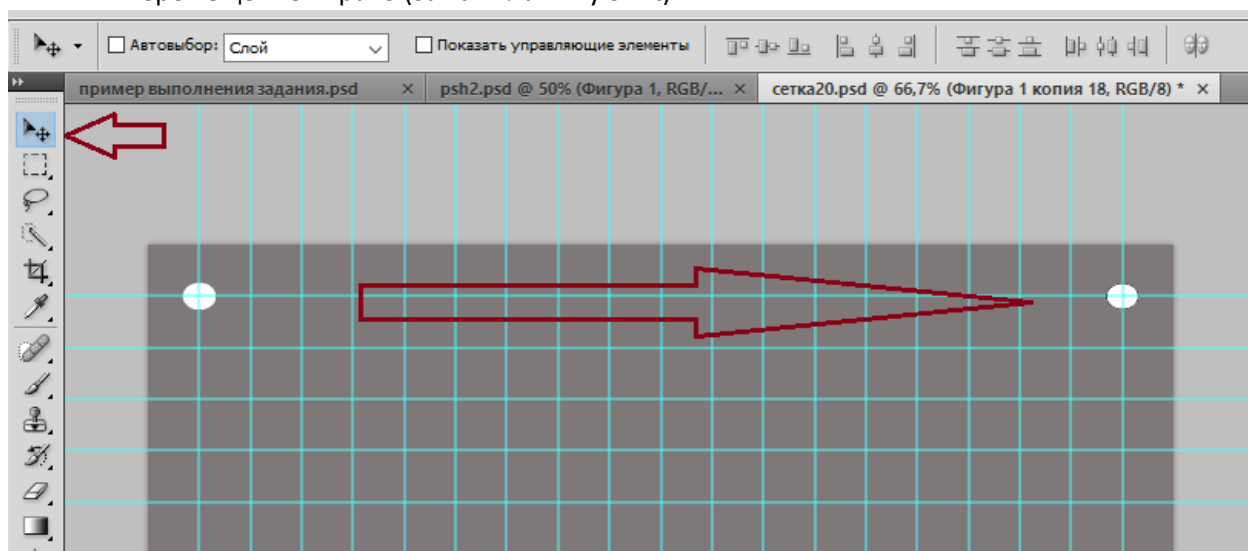 Автовыбор: Слой Показать управляющие элементы
пример выполнения задания.psd × psh2.psd @ 50% (Фигура 1, RGB/... × сетка20.psd @ 66,7% (Фигура 1 копия 18, RGB/8) * ×